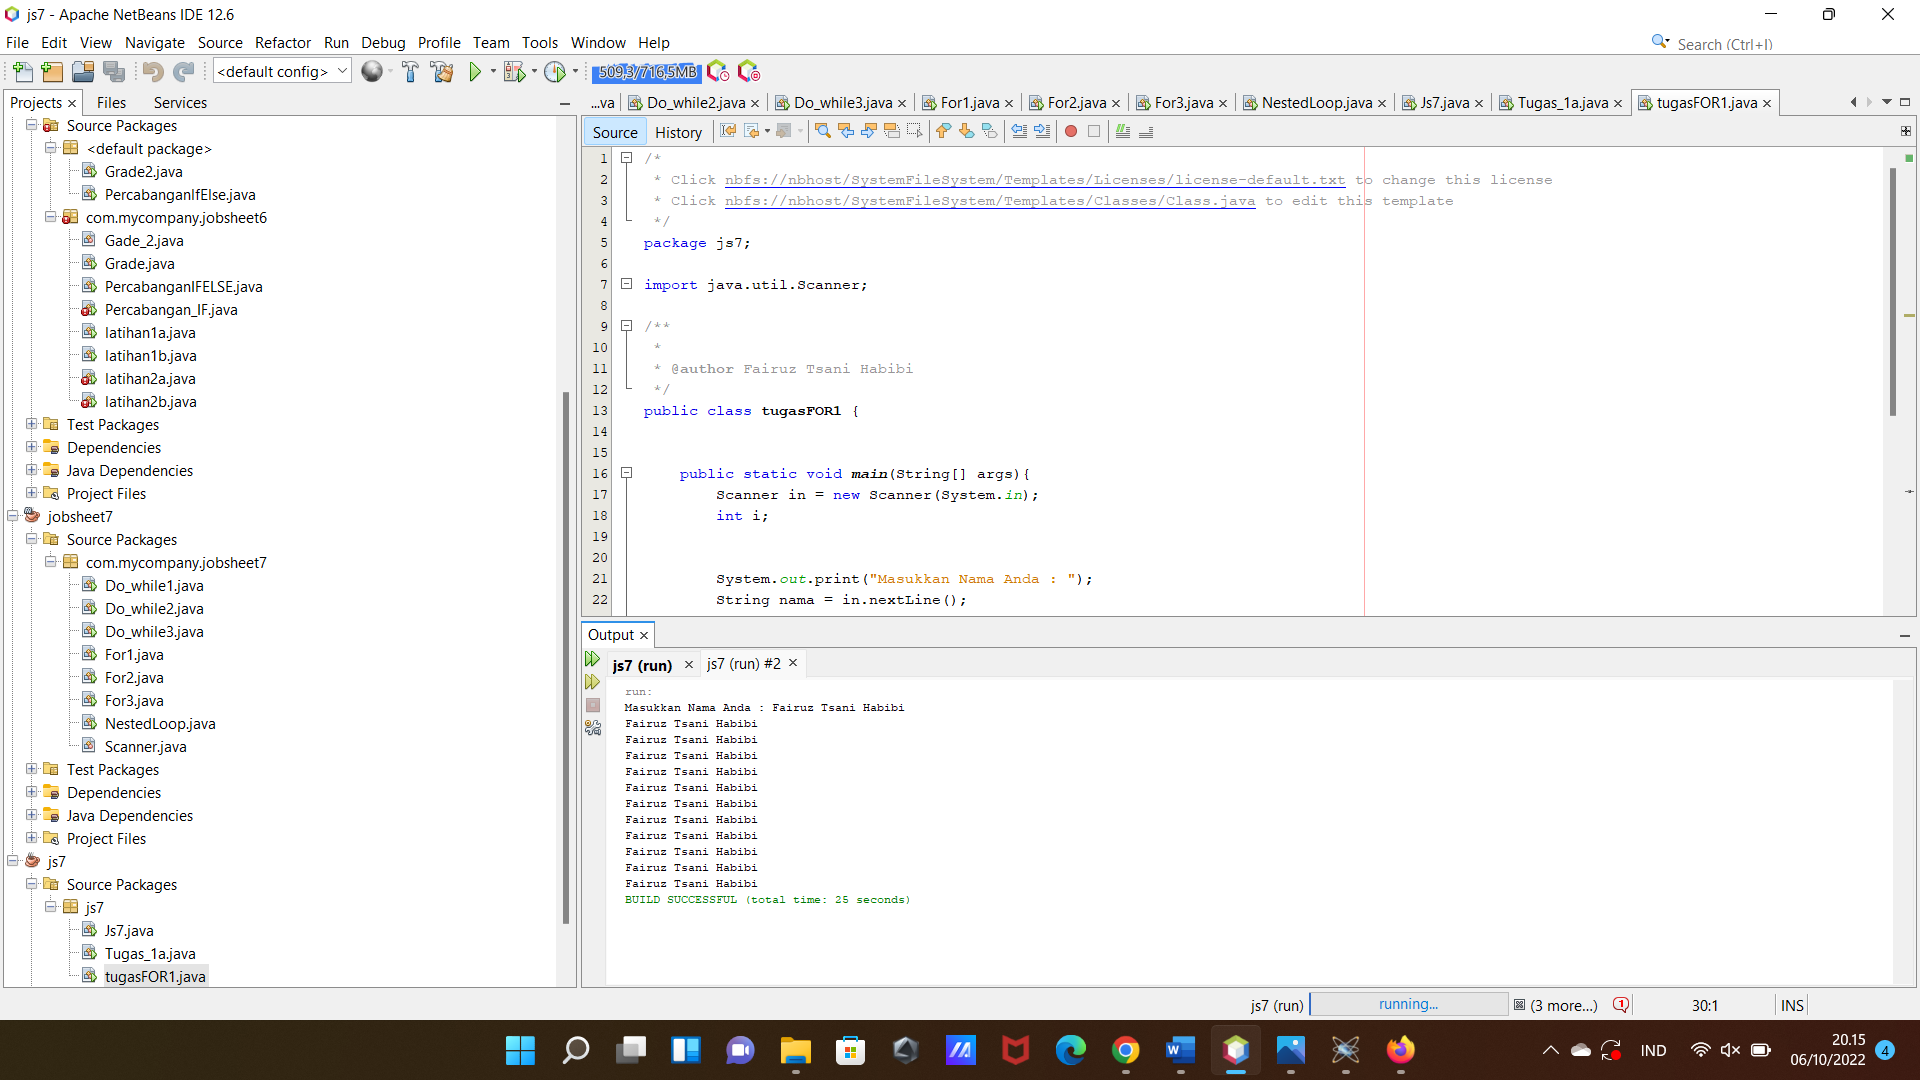 js7 - Apache NetBeans IDE 12.6
File Edit View Navigate Source Refactor Run Debug Profile Team Tools Window Help
Search (Ctrl+I)
<default config>
509,3/716,5MB
Projects Files Services
...va Do_while2.java Do_while3.java For1.java For2.java For3.java NestedLoop.java Js7.java Tugas_1a.java tugasFOR1.java
Source Packages
<default package>
Grade2.java
PercabanganIfElse.java
com.mycompany.jobsheet6
Gade_2.java
Grade.java
PercabanganIFELSE.java
Percabangan_IF.java
latihan1a.java
latihan1b.java
latihan2a.java
latihan2b.java
Test Packages
Dependencies
Java Dependencies
Project Files
jobsheet7
Source Packages
com.mycompany.jobsheet7
Do_while1.java
Do_while2.java
Do_while3.java
For1.java
For2.java
For3.java
NestedLoop.java
Scanner.java
Test Packages
Dependencies
Java Dependencies
Project Files
js7
Source Packages
js7
Js7.java
Tugas_1a.java
tugasFOR1.java
Source History
1 /*
2 * Click nbfs://nbhost/SystemFileSystem/Templates/Licenses/license-default.txt to change this license
3 * Click nbfs://nbhost/SystemFileSystem/Templates/Classes/Class.java to edit this template
4 */
5 package js7;
6
7 import java.util.Scanner;
8
9 /**
10 *
11 * @author Fairuz Tsani Habibi
12 */
13 public class tugasFOR1 {
14
15
16 public static void main(String[] args){
17 Scanner in = new Scanner(System.in);
18 int i;
19
20
21 System.out.print("Masukkan Nama Anda : ");
22 String nama = in.nextLine();
Output
js7 (run) js7 (run) #2
run:
Masukkan Nama Anda : Fairuz Tsani Habibi
Fairuz Tsani Habibi
Fairuz Tsani Habibi
Fairuz Tsani Habibi
Fairuz Tsani Habibi
Fairuz Tsani Habibi
Fairuz Tsani Habibi
Fairuz Tsani Habibi
Fairuz Tsani Habibi
Fairuz Tsani Habibi
Fairuz Tsani Habibi
Fairuz Tsani Habibi
BUILD SUCCESSFUL (total time: 25 seconds)
js7 (run) running... (3 more...) 1 30:1 INS
IND
20.15
06/10/2022
4